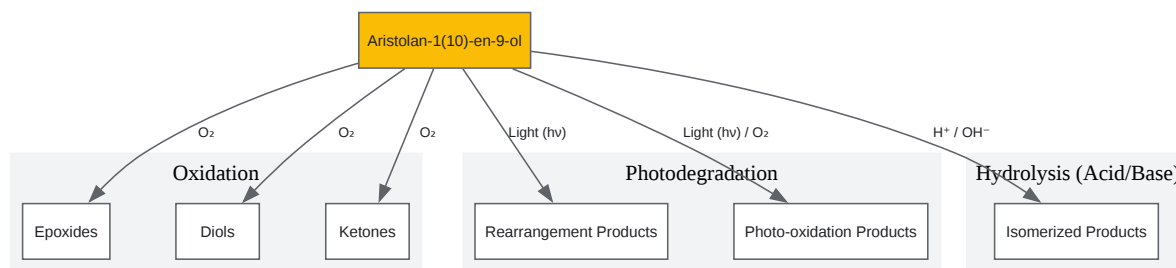 Aristolan-1(10)-en-9-ol
O₂
O₂
O₂
Light (hν)
Light (hν) / O₂
H⁺ / OH⁻
Oxidation
Photodegradation
Hydrolysis (Acid/Base)
Epoxides
Diols
Ketones
Rearrangement Products
Photo-oxidation Products
Isomerized Products